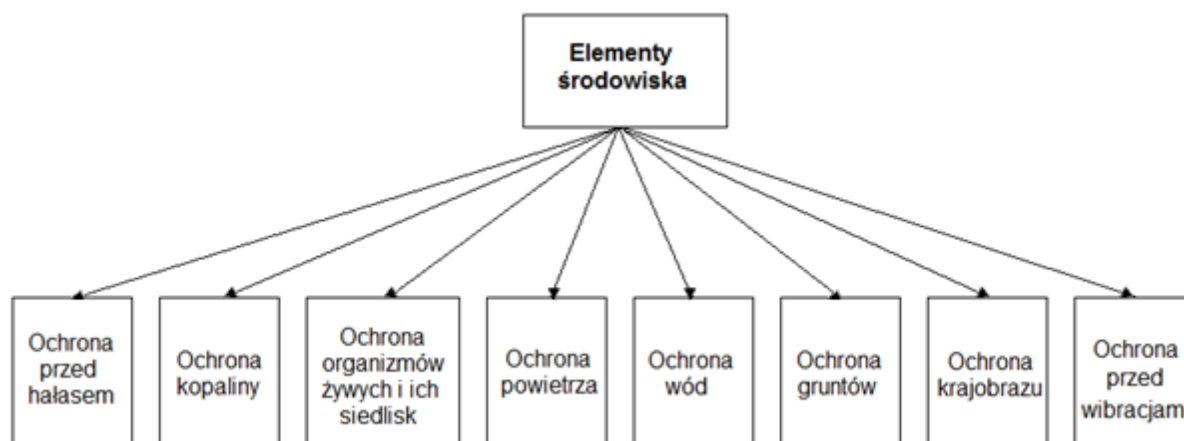 Elementy
środowiska
Ochrona
przed
hałasem
Ochrona
kopaliny
Ochrona
organizmów
żywych i ich
siedlisk
Ochrona
powietrza
Ochrona
wód
Ochrona
gruntów
Ochrona
krajobrazu
Ochrona
przed
wibracjam